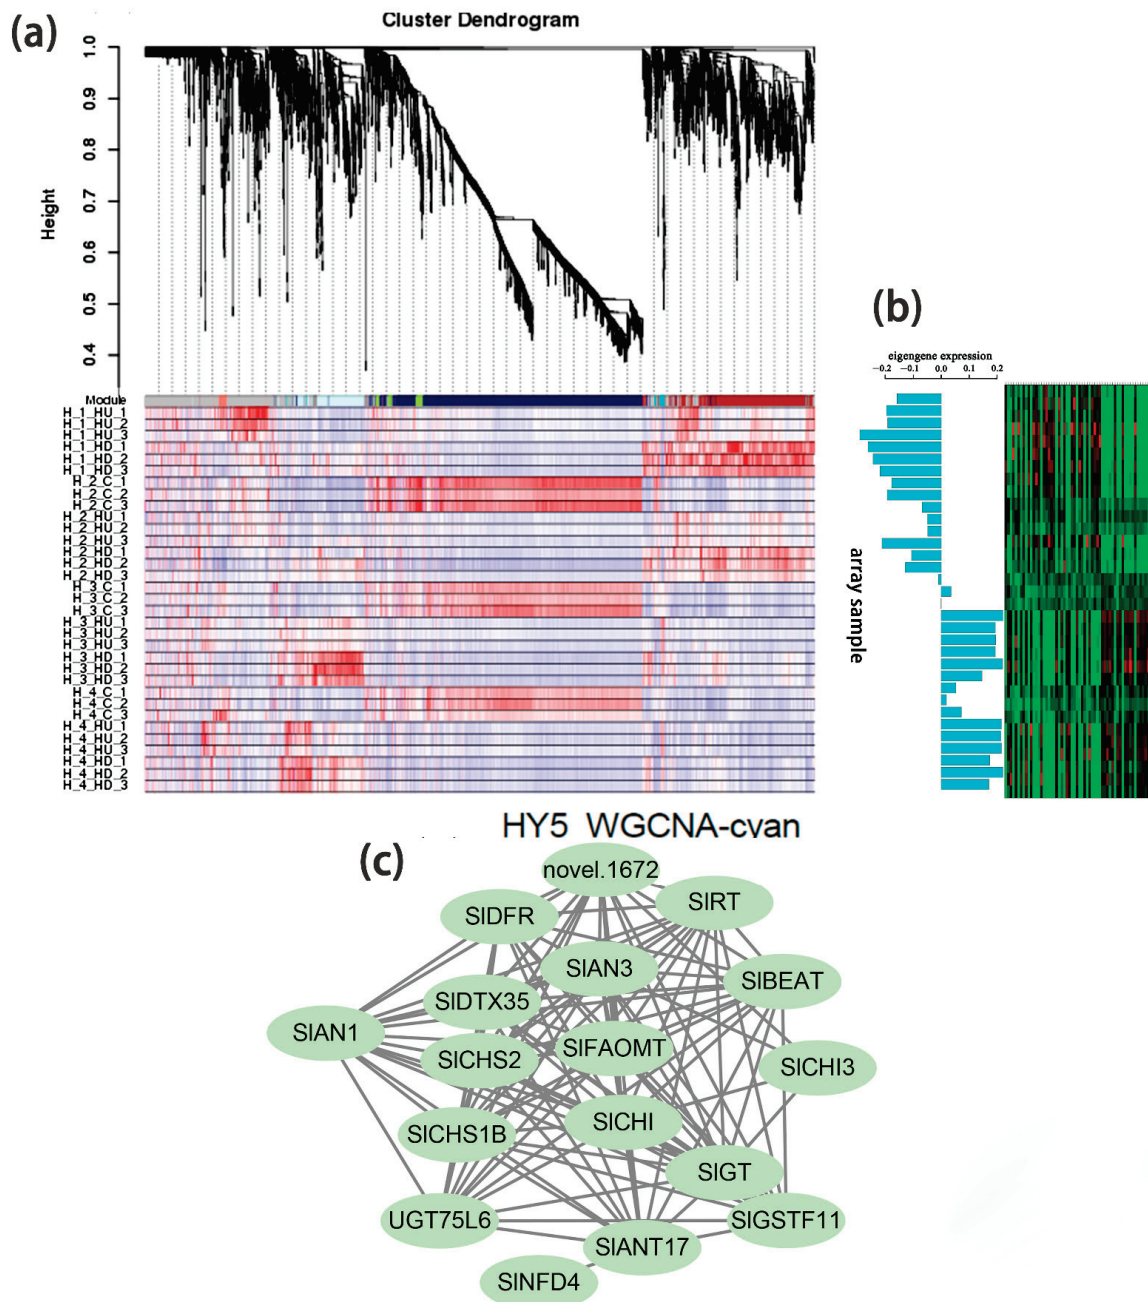 (a)
Cluster Dendrogram
Height
1.0
0.9
0.8
0.7
0.6
0.5
0.4
Module
H_1_HU_1
H_1_HU_2
H_1_HU_3
H_1_HD_1
H_1_HD_2
H_1_HD_3
H_2_C_1
H_2_C_2
H_2_C_3
H_2_HU_1
H_2_HU_2
H_2_HU_3
H_2_HD_1
H_2_HD_2
H_2_HD_3
H_3_C_1
H_3_C_2
H_3_C_3
H_3_HU_1
H_3_HU_2
H_3_HU_3
H_3_HD_1
H_3_HD_2
H_3_HD_3
H_4_C_1
H_4_C_2
H_4_C_3
H_4_HU_1
H_4_HU_2
H_4_HU_3
H_4_HD_1
H_4_HD_2
H_4_HD_3
(b)
eigengene expression
−0.2 −0.1 0.0 0.1 0.2
array sample
HY5 WGCNA-cyan
(c)
novel.1672
SlDFR
SlRT
SlAN3
SlBEAT
SlDTX35
SlAN1
SlCHS2
SlFAOMT
SlCHI3
SlCHS1B
SlCHI
SlGT
UGT75L6
SlGSTF11
SlANT17
SlNFD4